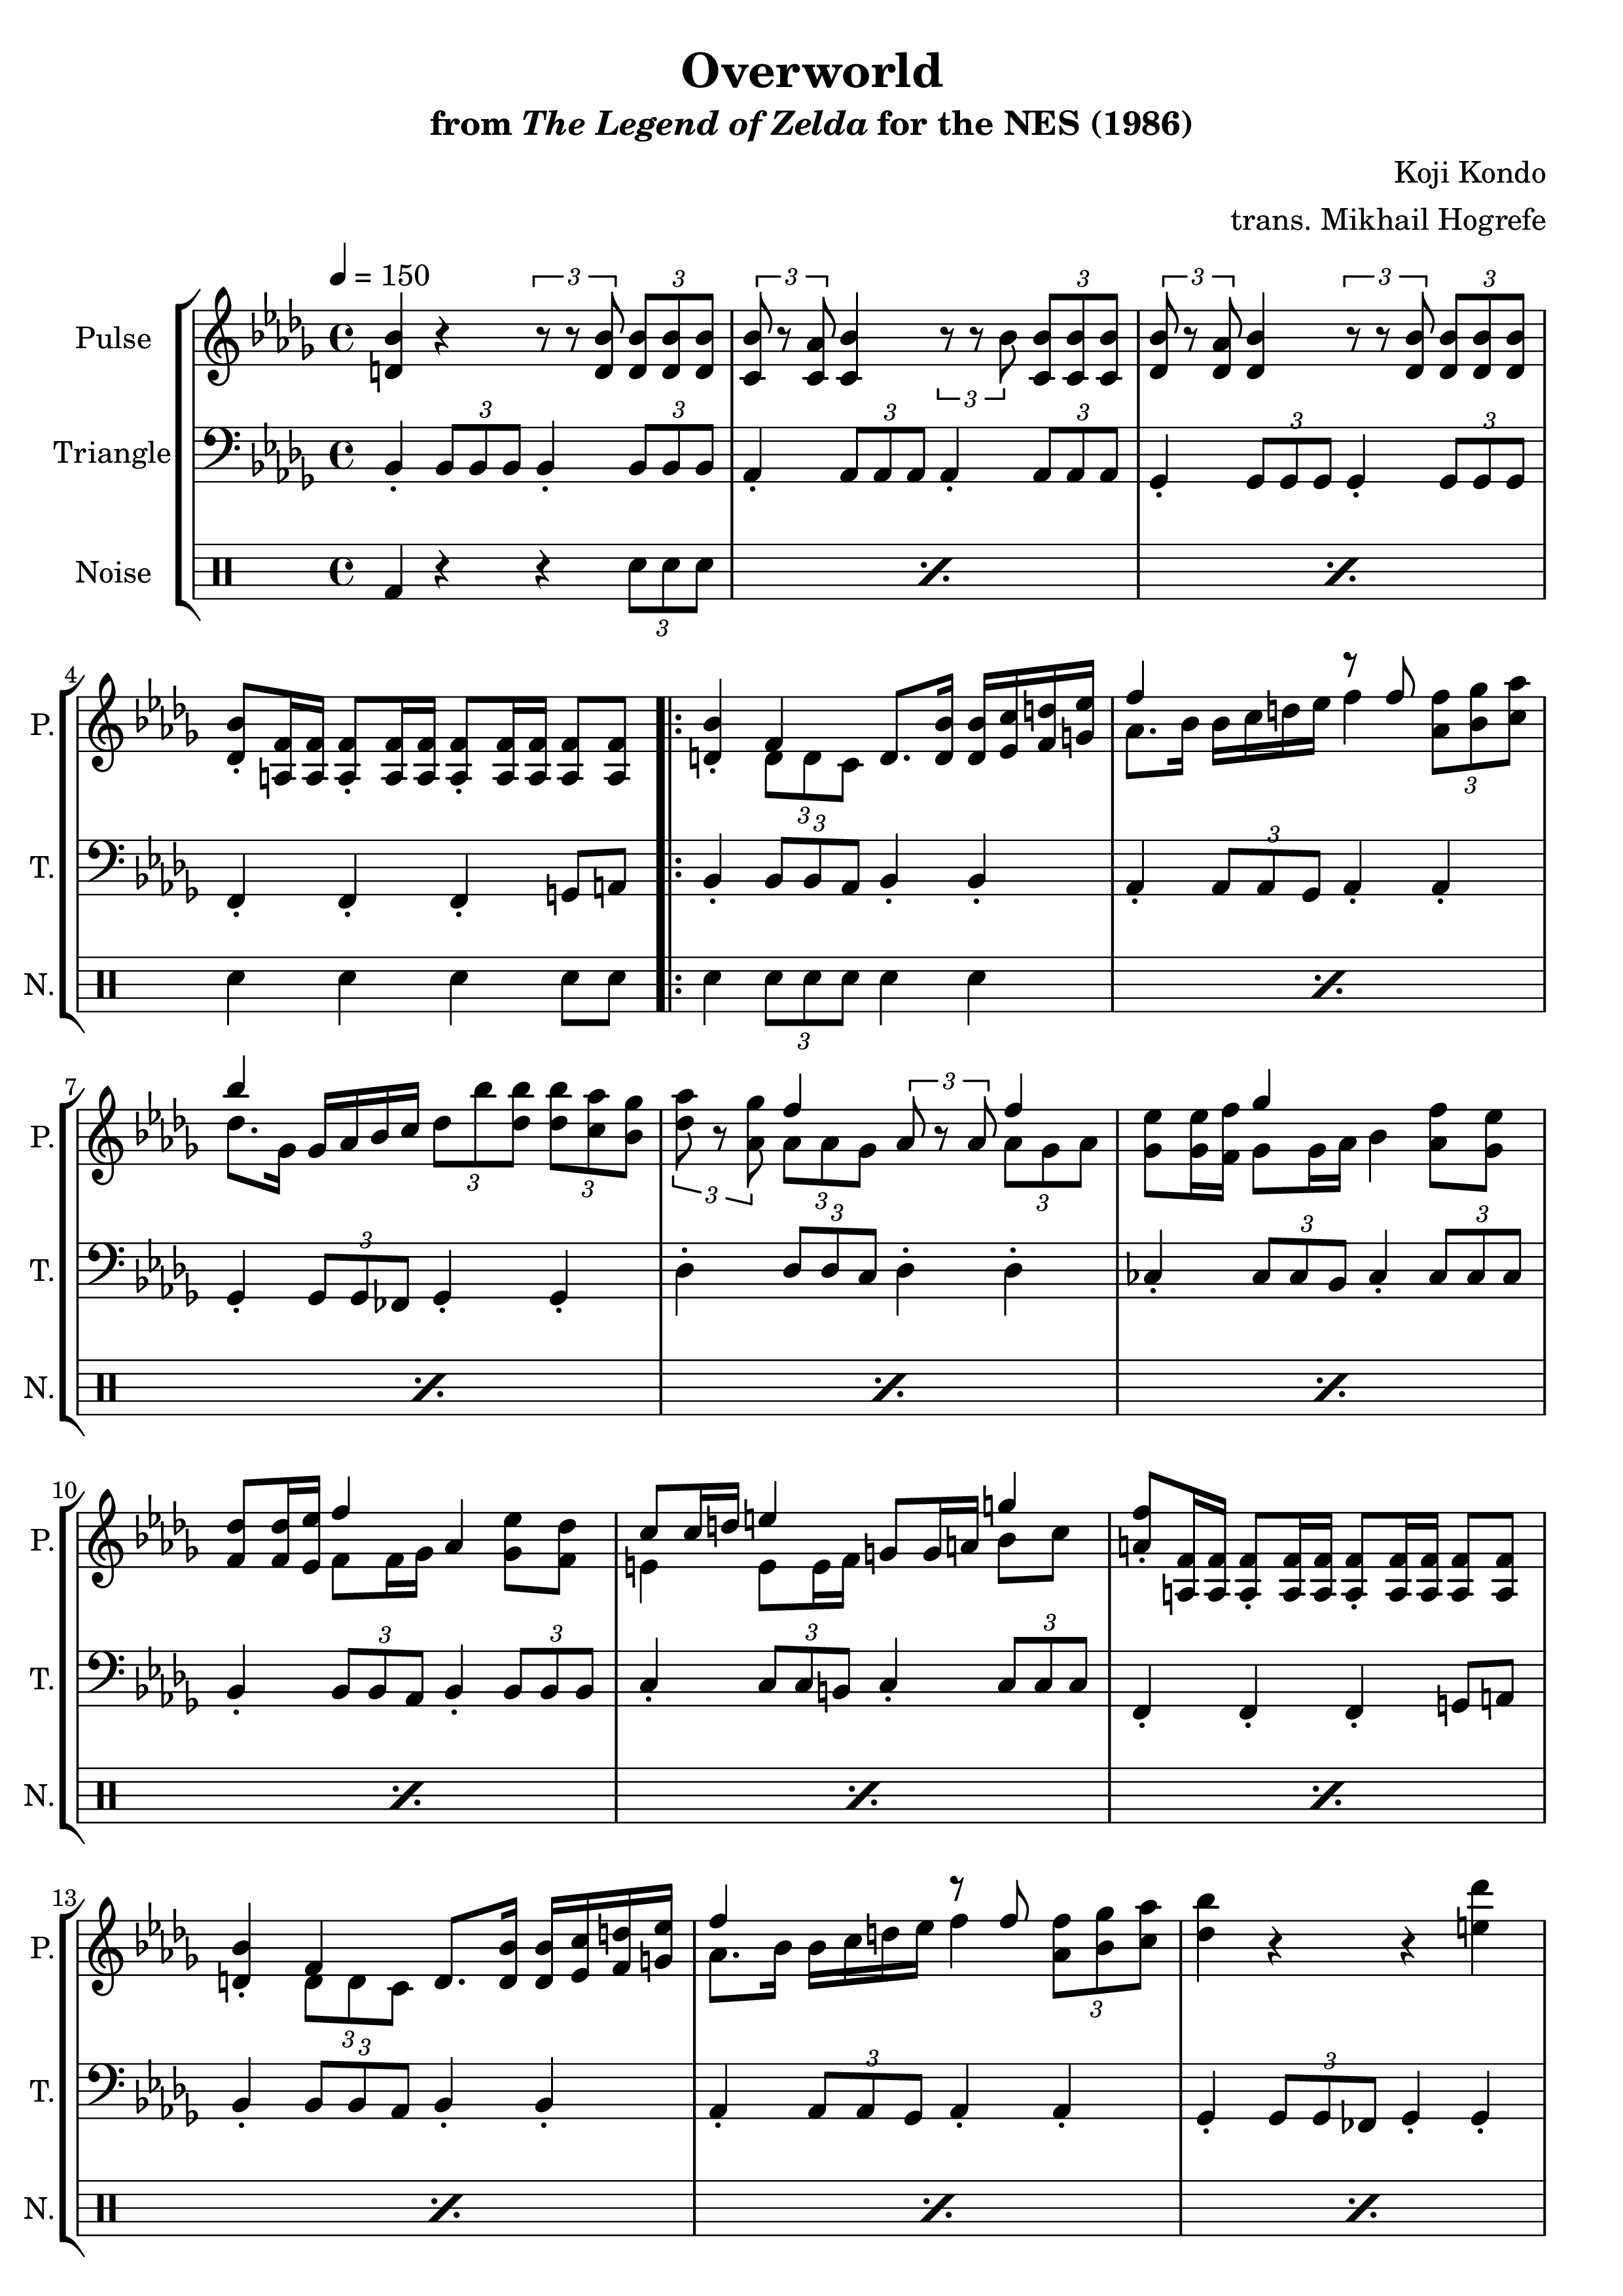 Overworld
from The Legend of Zelda for the NES (1986)
Koji Kondo
trans. Mikhail Hogrefe
= 150
3 3 3 3 3 3 3
Pulse
3 3 3 3 3 3
Triangle
Noise
3
4
P.
3
3 3
T.
N.
3
7
P.
3 3 3 3 3 3
3 3 3 3
T.
N.
10
P.
3 3 3 3
T.
N.
13
P.
3 3
3 3 3
T.
N.